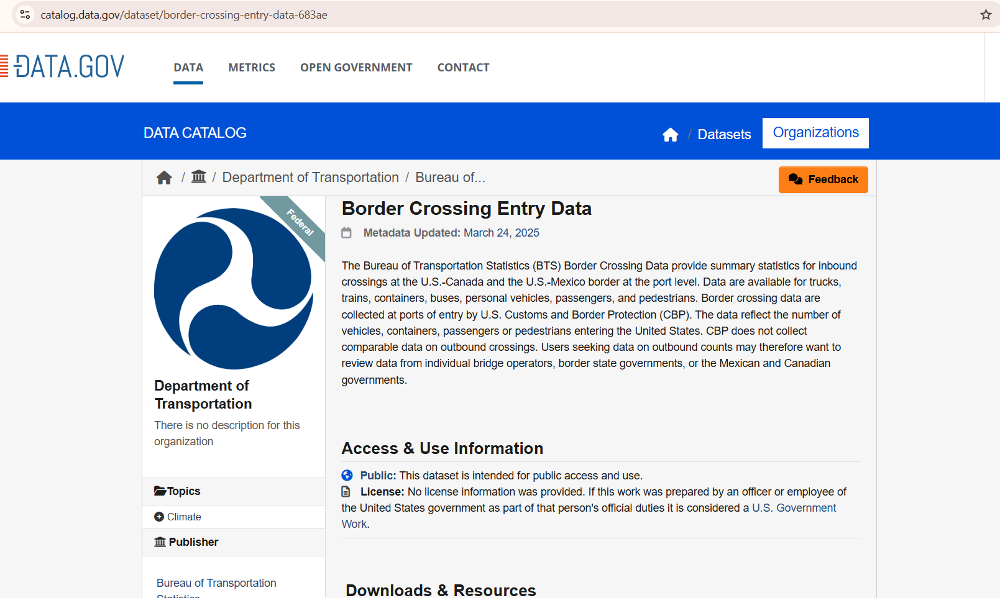 catalog.data.gov/dataset/border-crossing-entry-data-683ae
DATA.GOV
DATA METRICS OPEN GOVERNMENT CONTACT
DATA CATALOG
/ Datasets Organizations
/ / Department of Transportation / Bureau of...
Feedback
Federal
Department of
Transportation
There is no description for this
organization
Topics
Climate
Publisher
Bureau of Transportation
Statistics
Border Crossing Entry Data
Metadata Updated: March 24, 2025
The Bureau of Transportation Statistics (BTS) Border Crossing Data provide summary statistics for inbound
crossings at the U.S.-Canada and the U.S.-Mexico border at the port level. Data are available for trucks,
trains, containers, buses, personal vehicles, passengers, and pedestrians. Border crossing data are
collected at ports of entry by U.S. Customs and Border Protection (CBP). The data reflect the number of
vehicles, containers, passengers or pedestrians entering the United States. CBP does not collect
comparable data on outbound crossings. Users seeking data on outbound counts may therefore want to
review data from individual bridge operators, border state governments, or the Mexican and Canadian
governments.
Access & Use Information
Public: This dataset is intended for public access and use.
License: No license information was provided. If this work was prepared by an officer or employee of
the United States government as part of that person's official duties it is considered a U.S. Government
Work.
Downloads & Resources